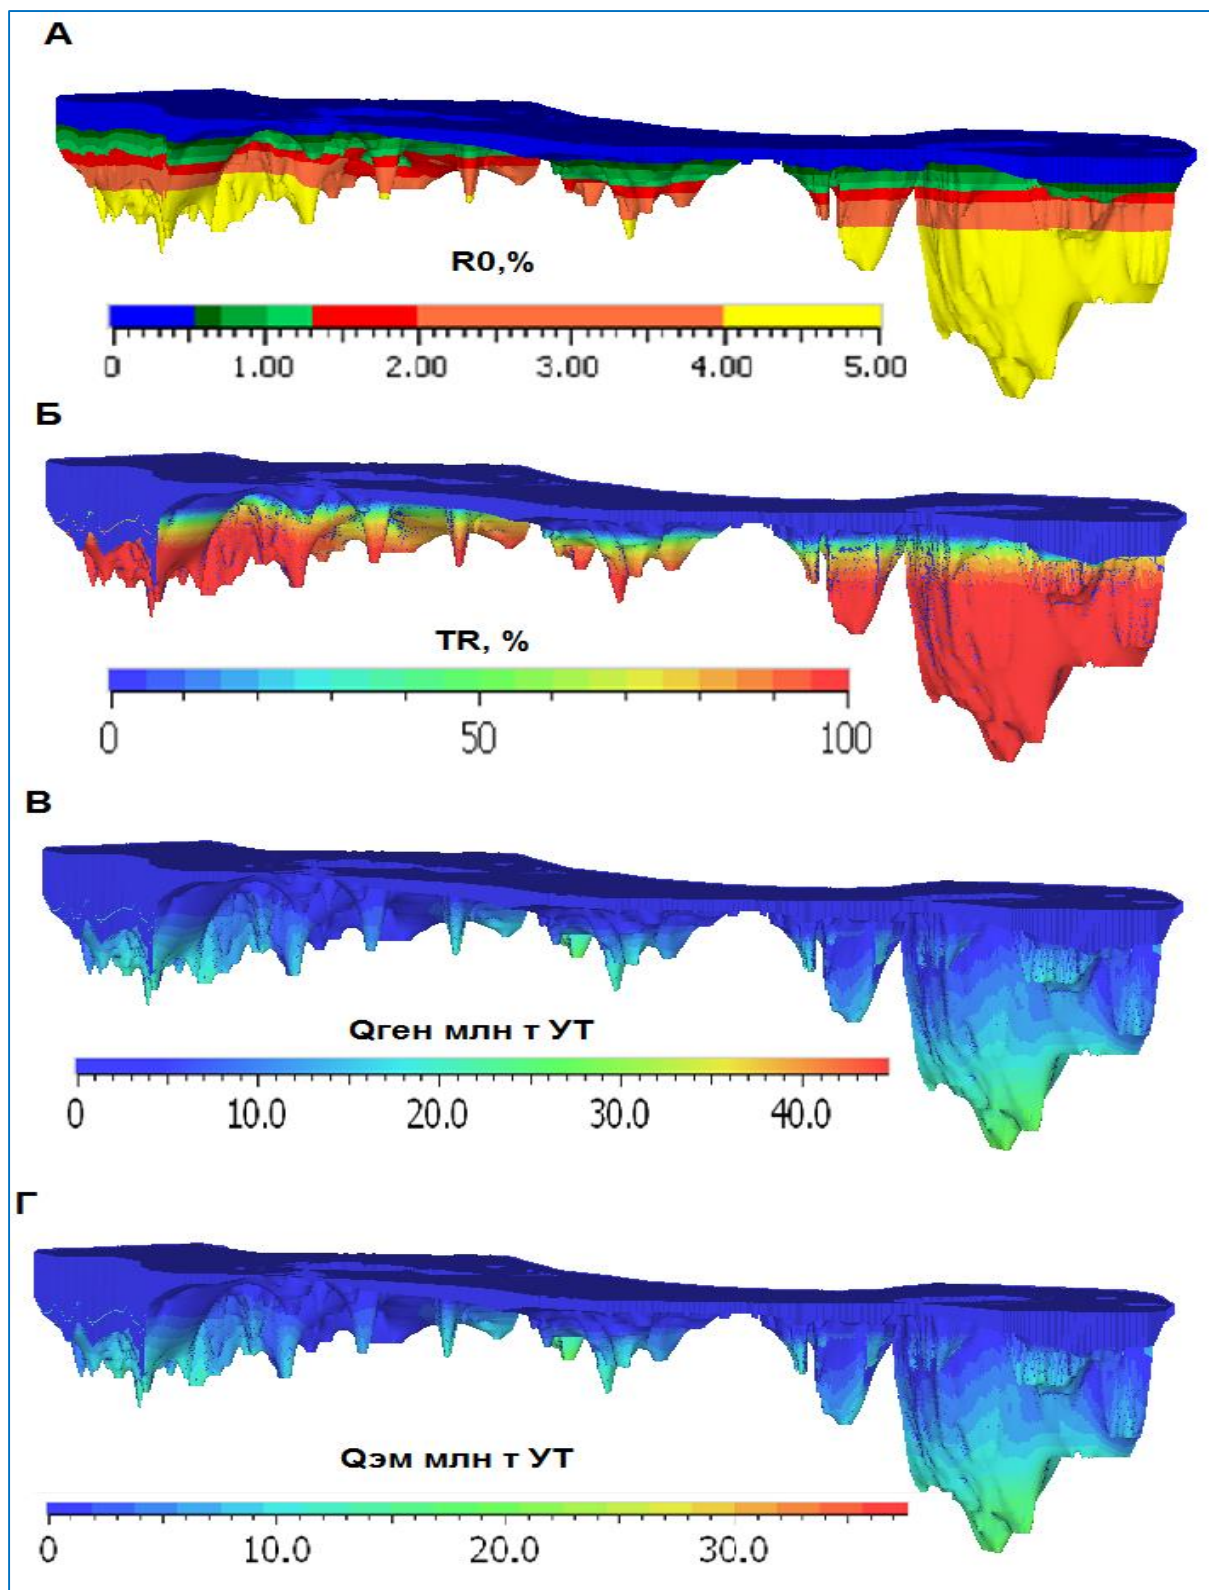 А
R0,%
0 1.00 2.00 3.00 4.00 5.00
Б
TR, %
0 50 100
В
Qген млн т УТ
0 10.0 20.0 30.0 40.0
Г
Qэм млн т УТ
0 10.0 20.0 30.0